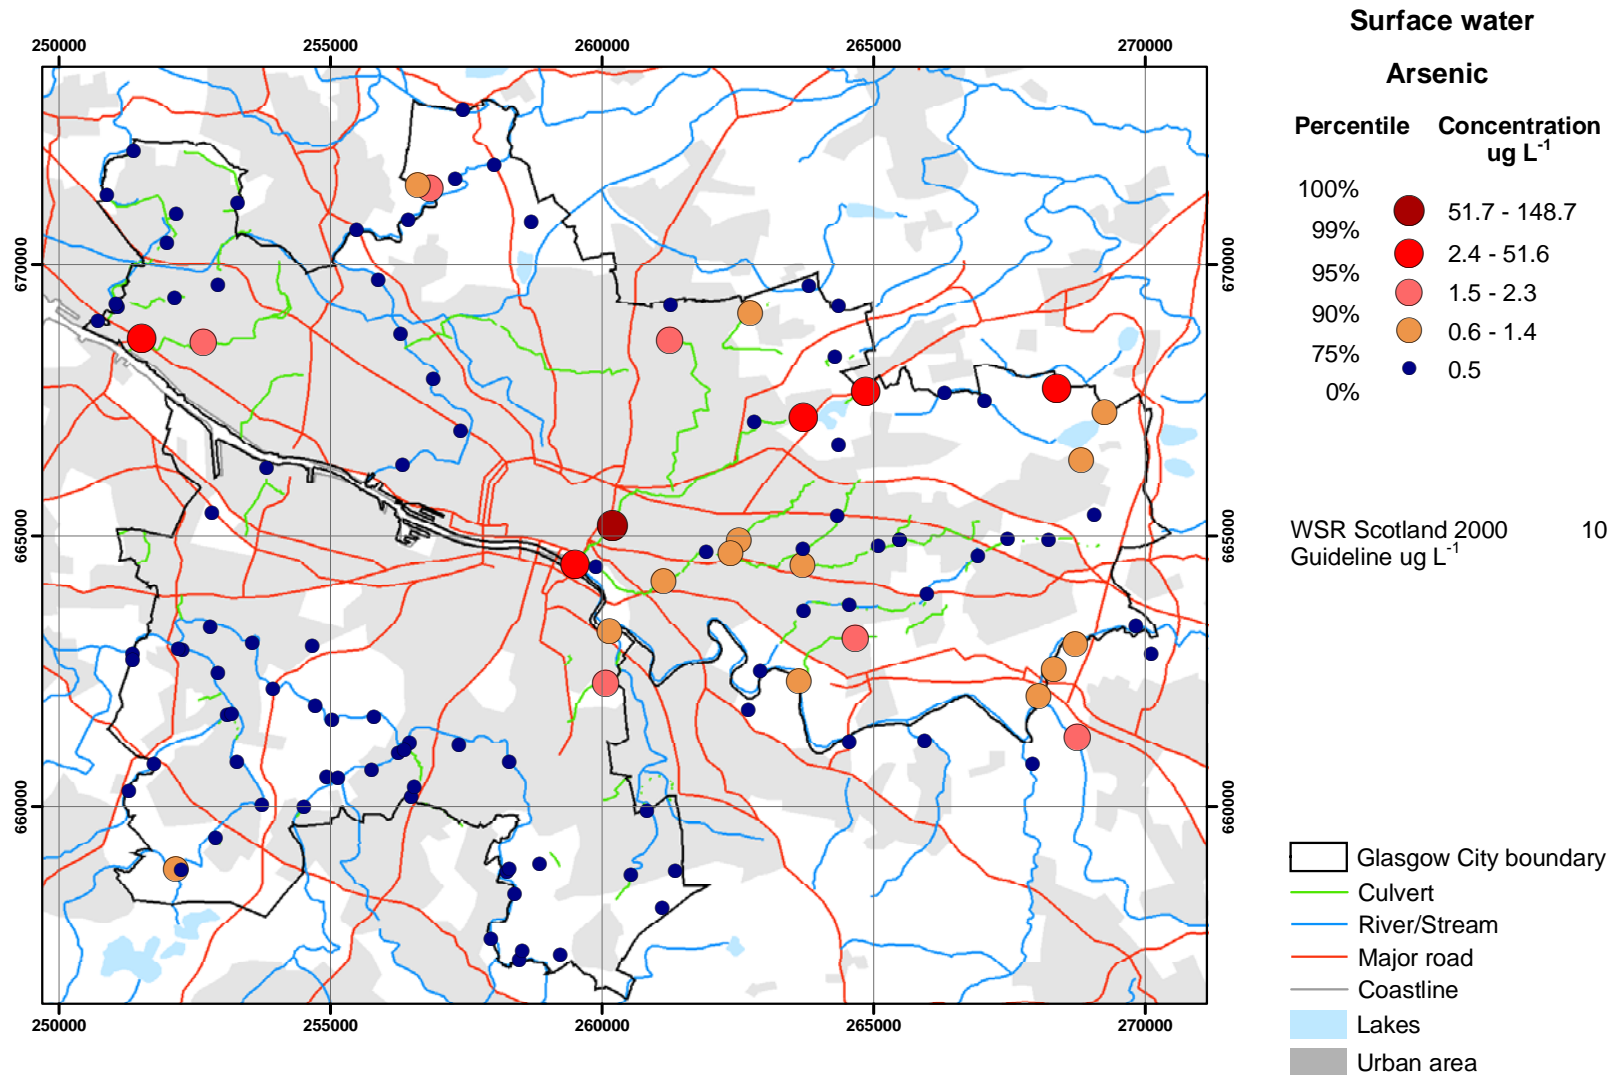 Surface water
Arsenic
Percentile Concentration
ug L-1
100%
51.7 - 148.7
99%
2.4 - 51.6
95%
1.5 - 2.3
90%
0.6 - 1.4
75%
0.5
0%
WSR Scotland 2000 10
Guideline ug L-1
Glasgow City boundary
Culvert
River/Stream
Major road
Coastline
Lakes
Urban area
250000 255000 260000 265000 270000
670000 670000
665000 665000
660000 660000
250000 255000 260000 265000 270000